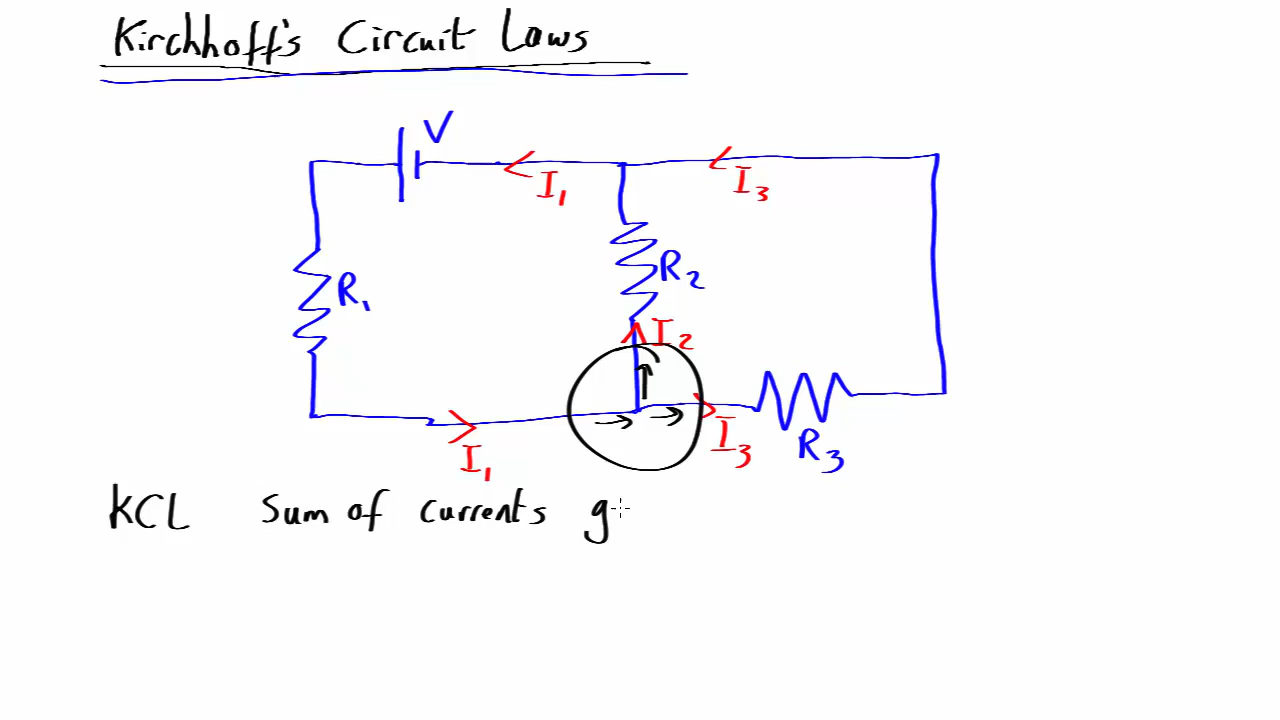 Kirchhoff's Circuit Laws
V
I₁
I₃
R₂
R₁
I₂
I₃
R₃
I₁
KCL Sum of currents g